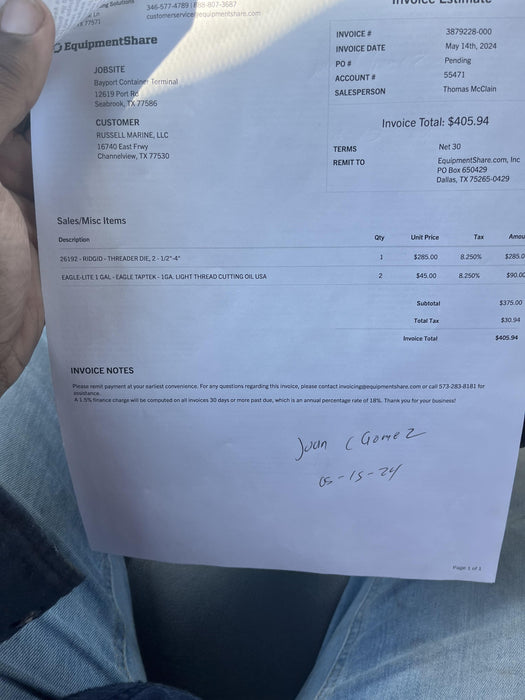 ng Solutions
346-577-4789 | 888-807-3687
customerservice@equipmentshare.com
77571
EquipmentShare
JOBSITE
Bayport Container Terminal
12619 Port Rd
Seabrook, TX 77586
CUSTOMER
RUSSELL MARINE, LLC
16740 East Frwy
Channelview, TX 77530
Invoice Estimate
INVOICE # 3879228-000
INVOICE DATE May 14th, 2024
PO # Pending
ACCOUNT # 55471
SALESPERSON Thomas McClain
Invoice Total: $405.94
TERMS Net 30
REMIT TO EquipmentShare.com, Inc
PO Box 650429
Dallas, TX 75265-0429
Sales/Misc Items
Description Qty Unit Price Tax Amou
26192 - RIDGID - THREADER DIE, 2 - 1/2"-4" 1 $285.00 8.250% $285.0
EAGLE-LITE 1 GAL - EAGLE TAPTEK - 1GA. LIGHT THREAD CUTTING OIL USA 2 $45.00 8.250% $90.00
Subtotal $375.00
Total Tax $30.94
Invoice Total $405.94
INVOICE NOTES
Please remit payment at your earliest convenience. For any questions regarding this invoice, please contact invoicing@equipmentshare.com or call 573-283-8181 for
assistance.
A 1.5% finance charge will be computed on all invoices 30 days or more past due, which is an annual percentage rate of 18%. Thank you for your business!
Juan C Gomez
05-15-24
Page 1 of 1